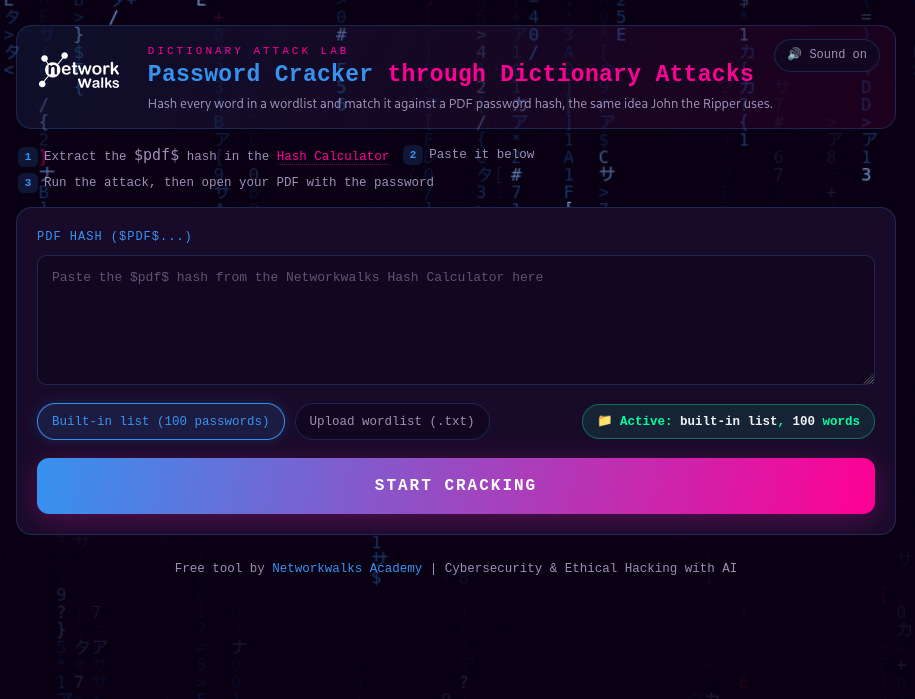 DICTIONARY ATTACK LAB
network
walks
Password Cracker through Dictionary Attacks
🔊 Sound on
Hash every word in a wordlist and match it against a PDF password hash, the same idea John the Ripper uses.
1 Extract the $pdf$ hash in the Hash Calculator 2 Paste it below
3 Run the attack, then open your PDF with the password
PDF HASH ($PDF$...)
Paste the $pdf$ hash from the Networkwalks Hash Calculator here
Built-in list (100 passwords) Upload wordlist (.txt) 📁 Active: built-in list, 100 words
START CRACKING
Free tool by Networkwalks Academy | Cybersecurity & Ethical Hacking with AI